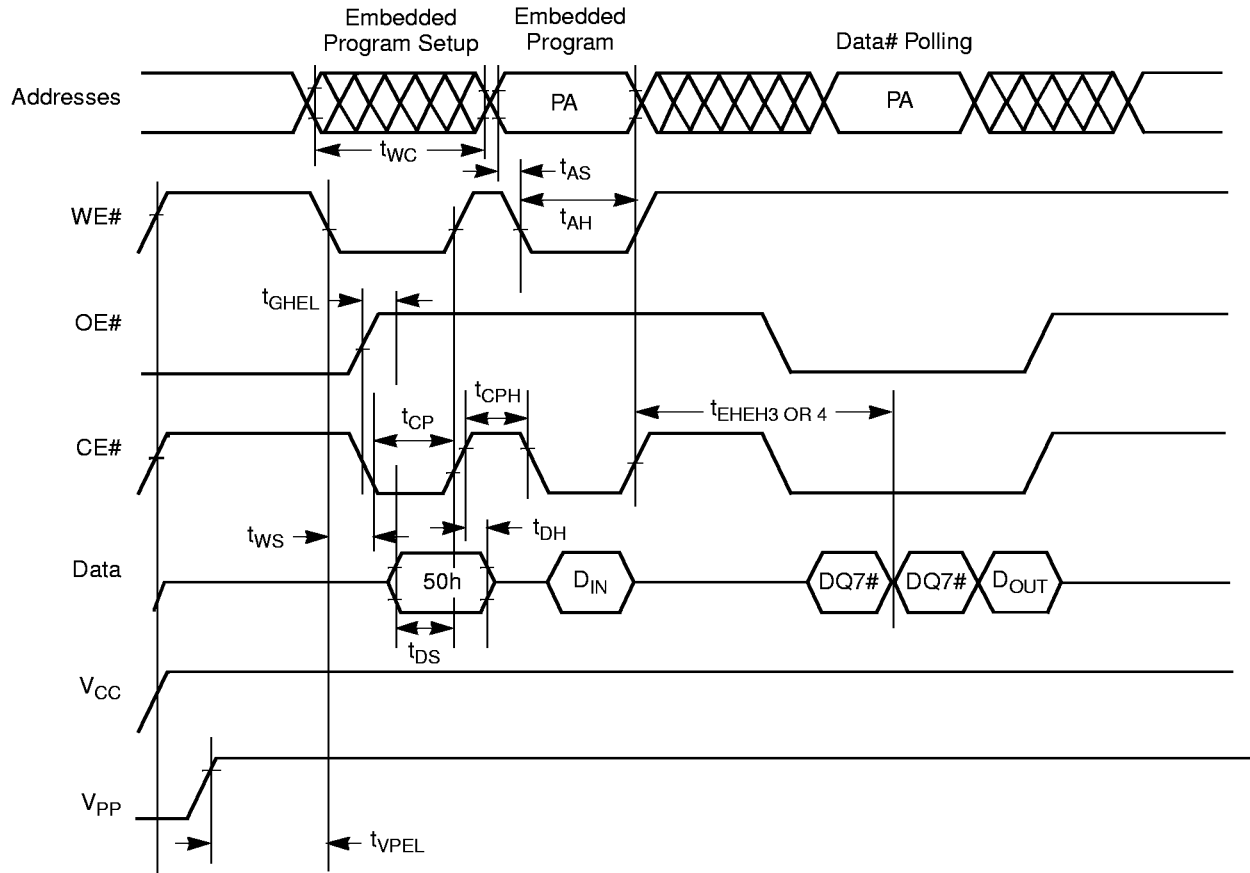 Embedded
Program Setup
Embedded
Program
Data# Polling
Addresses
PA
PA
tWC
tAS
WE#
tAH
tGHEL
OE#
tCPH
tCP
tEHEH3 OR 4
CE#
tWS
tDH
Data
50h
DIN
DQ7#
DQ7#
DOUT
tDS
VCC
VPP
tVPEL